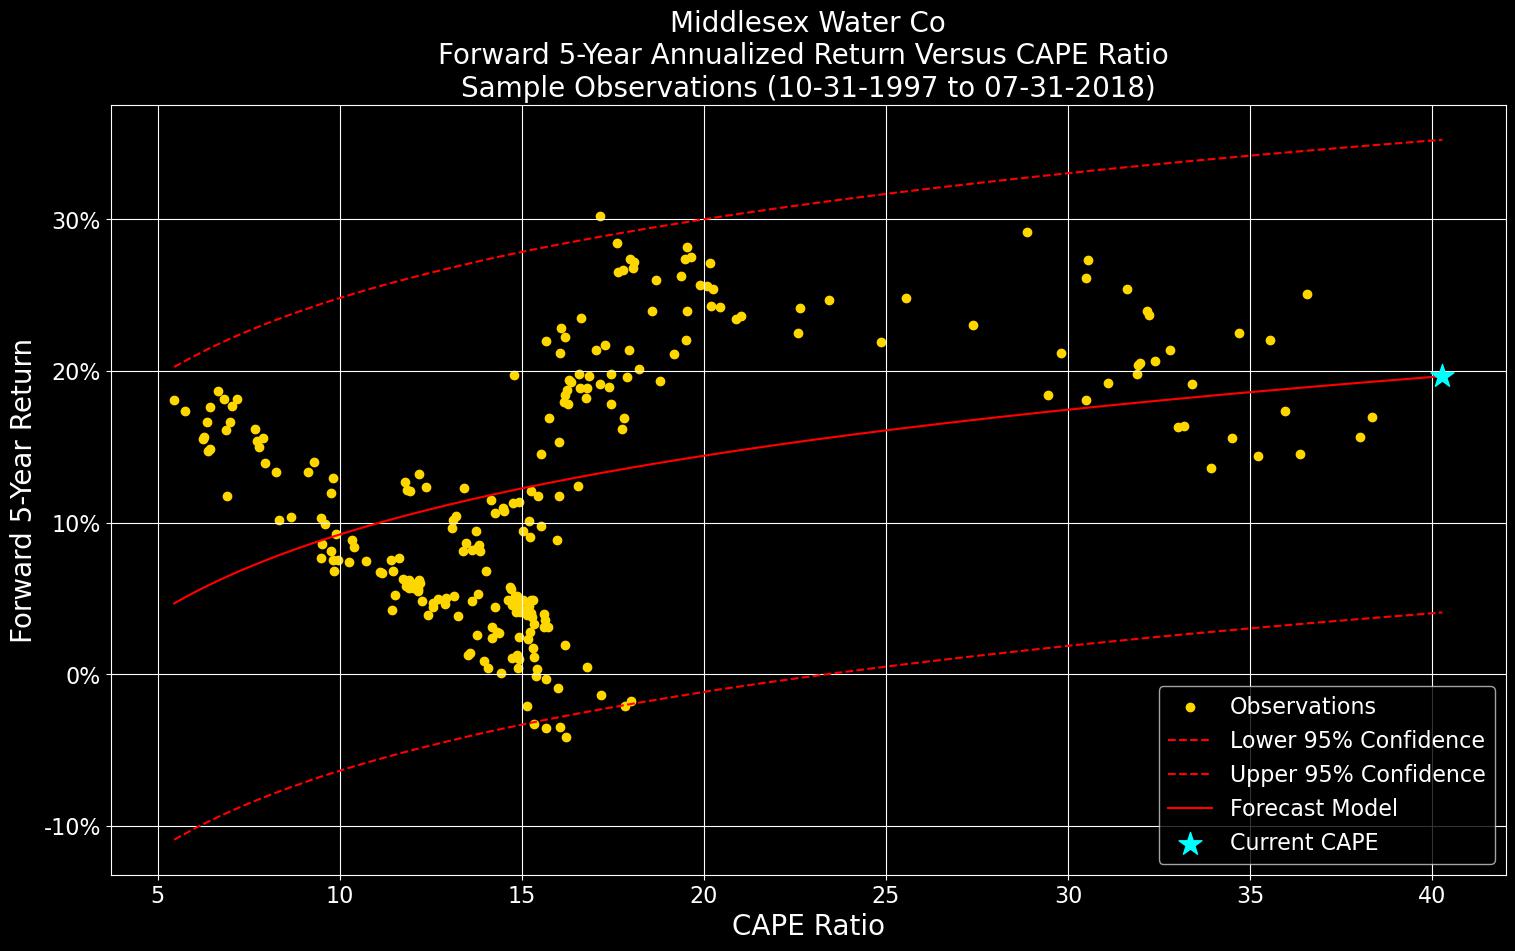 Middlesex Water Co
Forward 5-Year Annualized Return Versus CAPE Ratio
Sample Observations (10-31-1997 to 07-31-2018)
Forward 5-Year Return
30%
20%
10%
0%
-10%
Observations
Lower 95% Confidence
Upper 95% Confidence
Forecast Model
Current CAPE
5 10 15 20 25 30 35 40
CAPE Ratio